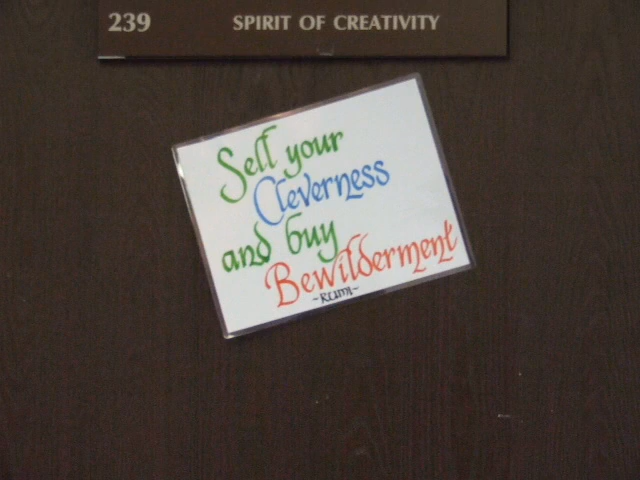 239 SPIRIT OF CREATIVITY
Sell your
Cleverness
and buy
Bewilderment
~RUMI~